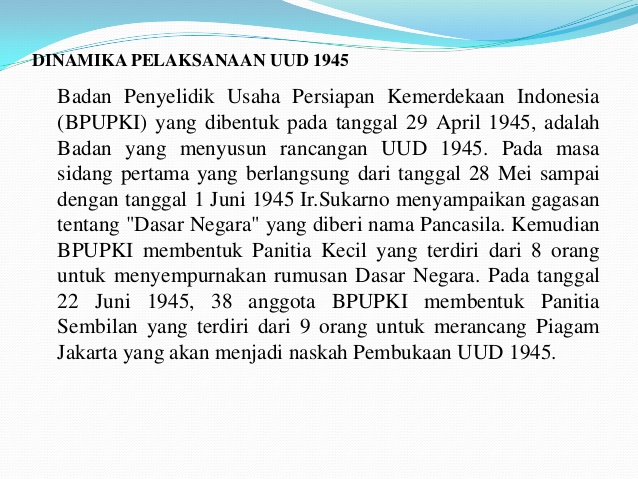 DINAMIKA PELAKSANAAN UUD 1945
Badan Penyelidik Usaha Persiapan Kemerdekaan Indonesia
(BPUPKI) yang dibentuk pada tanggal 29 April 1945, adalah
Badan yang menyusun rancangan UUD 1945. Pada masa
sidang pertama yang berlangsung dari tanggal 28 Mei sampai
dengan tanggal 1 Juni 1945 Ir.Sukarno menyampaikan gagasan
tentang "Dasar Negara" yang diberi nama Pancasila. Kemudian
BPUPKI membentuk Panitia Kecil yang terdiri dari 8 orang
untuk menyempurnakan rumusan Dasar Negara. Pada tanggal
22 Juni 1945, 38 anggota BPUPKI membentuk Panitia
Sembilan yang terdiri dari 9 orang untuk merancang Piagam
Jakarta yang akan menjadi naskah Pembukaan UUD 1945.